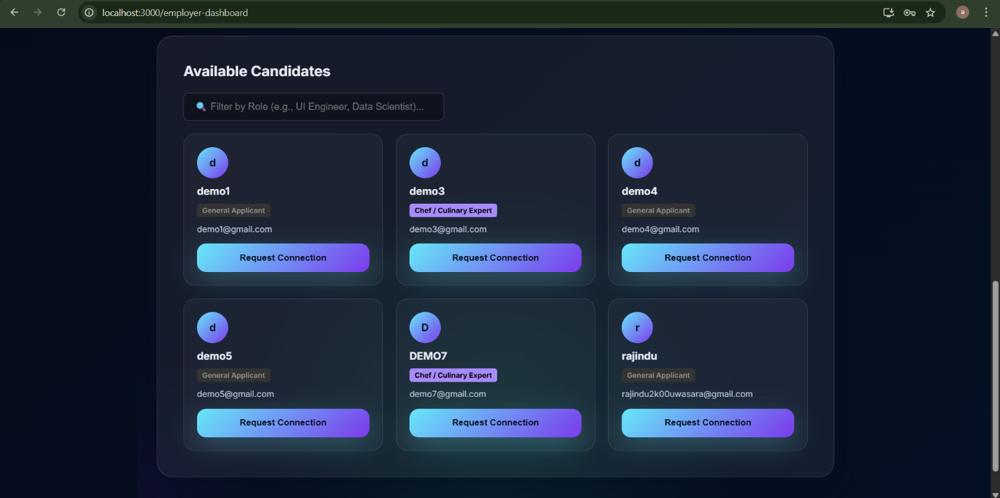 localhost:3000/employer-dashboard
a
Available Candidates
🔍 Filter by Role (e.g., UI Engineer, Data Scientist)...
d
d
d
demo1
demo3
demo4
General Applicant
Chef / Culinary Expert
General Applicant
demo1@gmail.com
demo3@gmail.com
demo4@gmail.com
Request Connection
Request Connection
Request Connection
d
D
r
demo5
DEMO7
rajindu
General Applicant
Chef / Culinary Expert
General Applicant
demo5@gmail.com
demo7@gmail.com
rajindu2k00uwasara@gmail.com
Request Connection
Request Connection
Request Connection